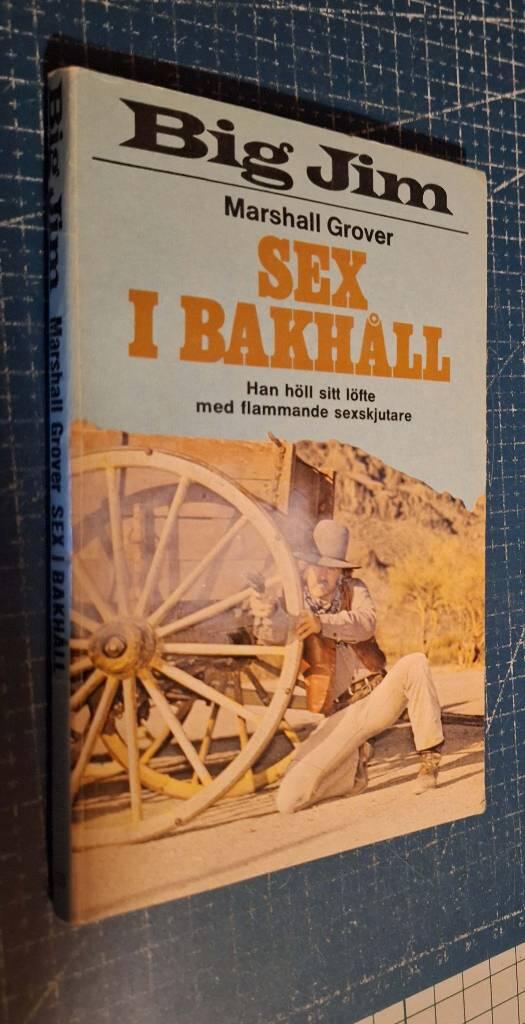 Big Jim
Marshall Grover
SEX
I BAKHÅLL
Han höll sitt löfte
med flammande sexskjutare
Big Jim Marshall Grover SEX I BAKHÅLL